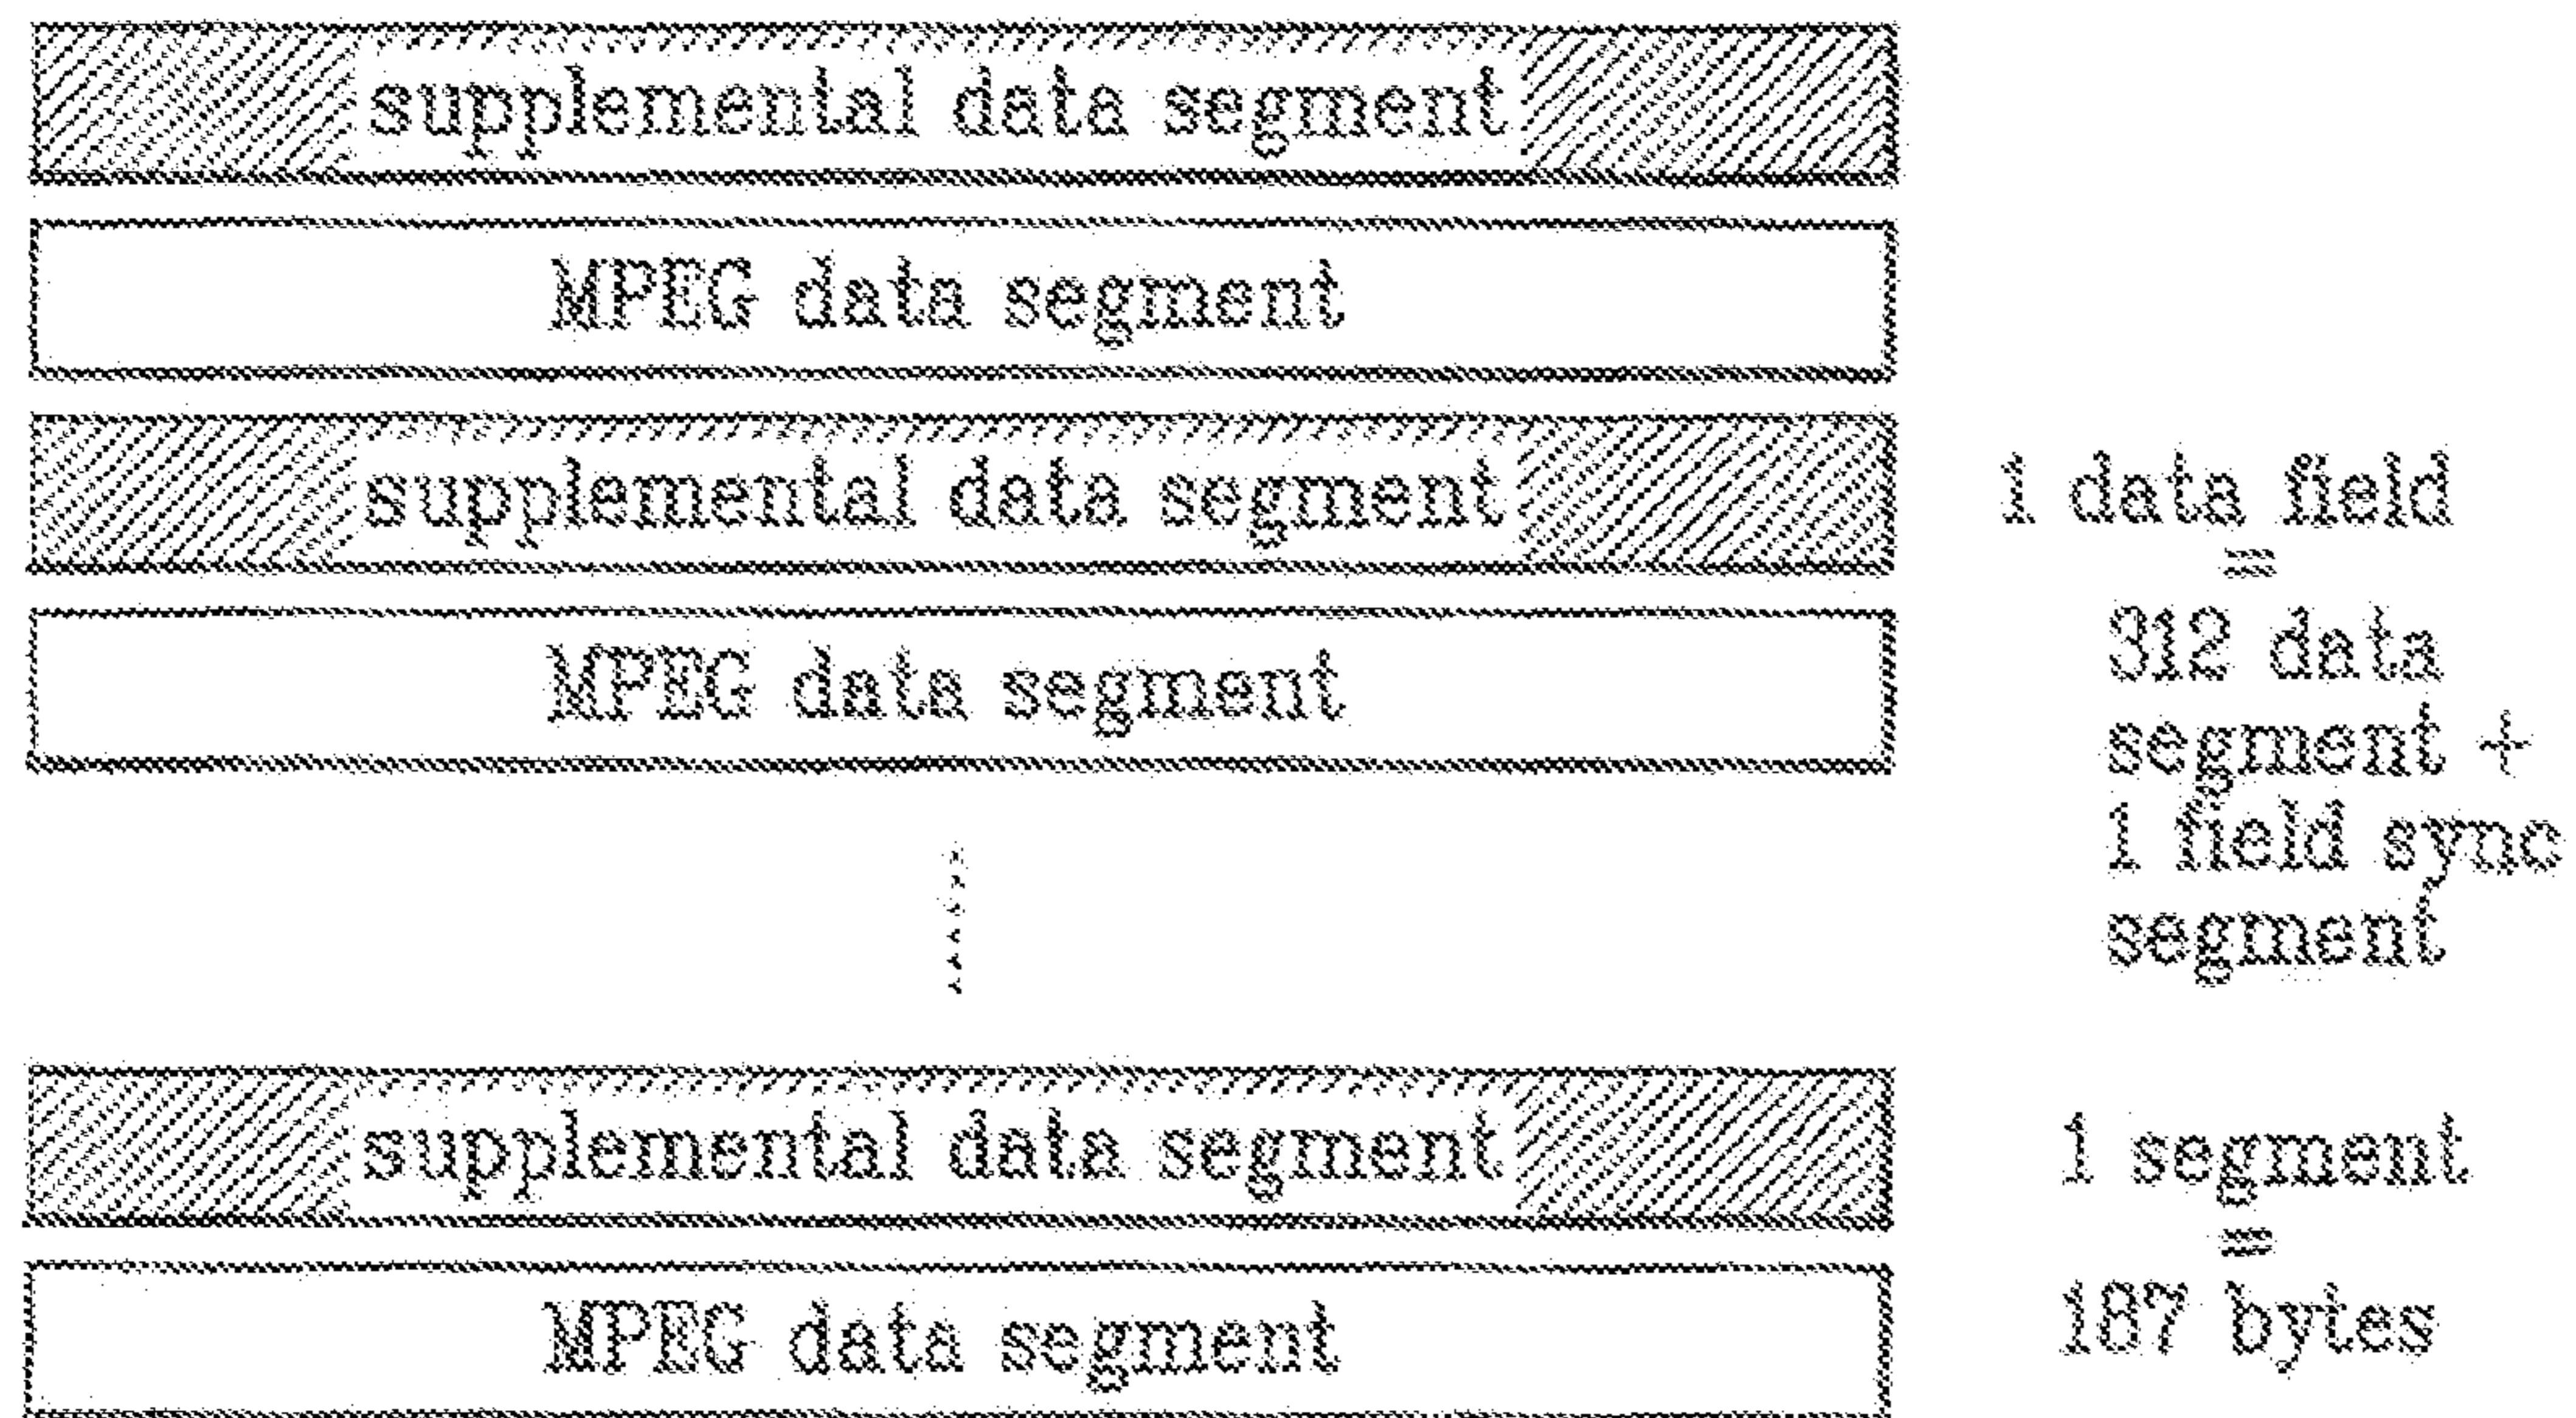 supplemental data segment
MPEG data segment
supplemental data segment
MPEG data segment
1 data field
=
312 data
segment +
1 field sync
segment
supplemental data segment
MPEG data segment
1 segment
=
187 bytes